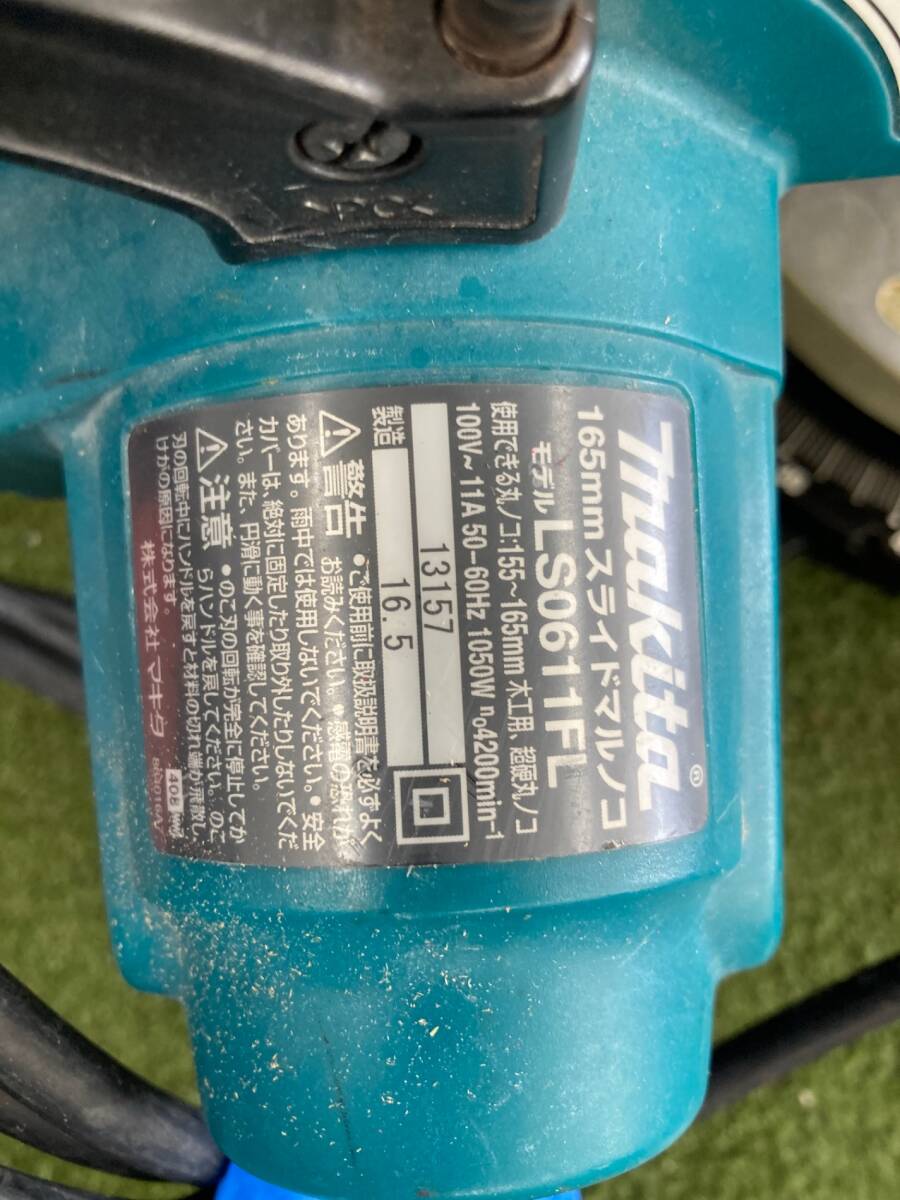 Makita®
165mm スライドマルノコ
モデル LS0611FL
使用できる丸ノコ:155~165mm 木工用、超硬丸ノコ
100V~ 11A 50–60Hz 1050W n₀4200min⁻¹
13157
製造 16.5
⚠警告 ●ご使用前に取扱説明書を必ずよく
お読みください。●感電の恐れが
あります。雨中では使用しないでください。●安全
カバーは、絶対に固定したり取り外したりしないでくだ
さい。また、円滑に動く事を確認してください。
⚠注意 ●のこ刃の回転が完全に停止してか
らハンドルを戻してください。のこ
刃の回転中にハンドルを戻すと材料の切れ端が飛散し、
けがの原因になります。
株式会社 マキタ
>PC<